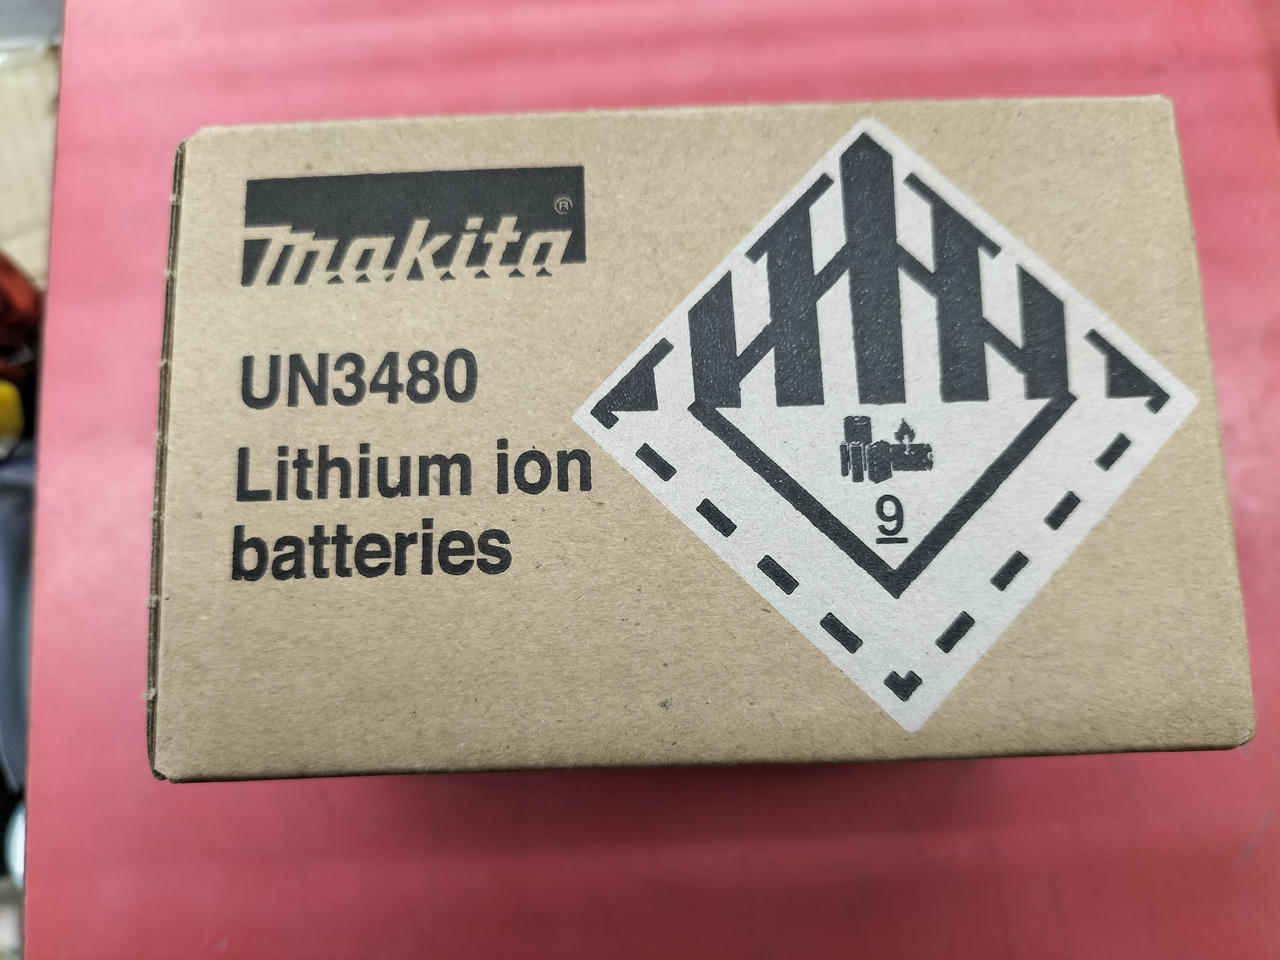 makita®
UN3480
Lithium ion
batteries
9